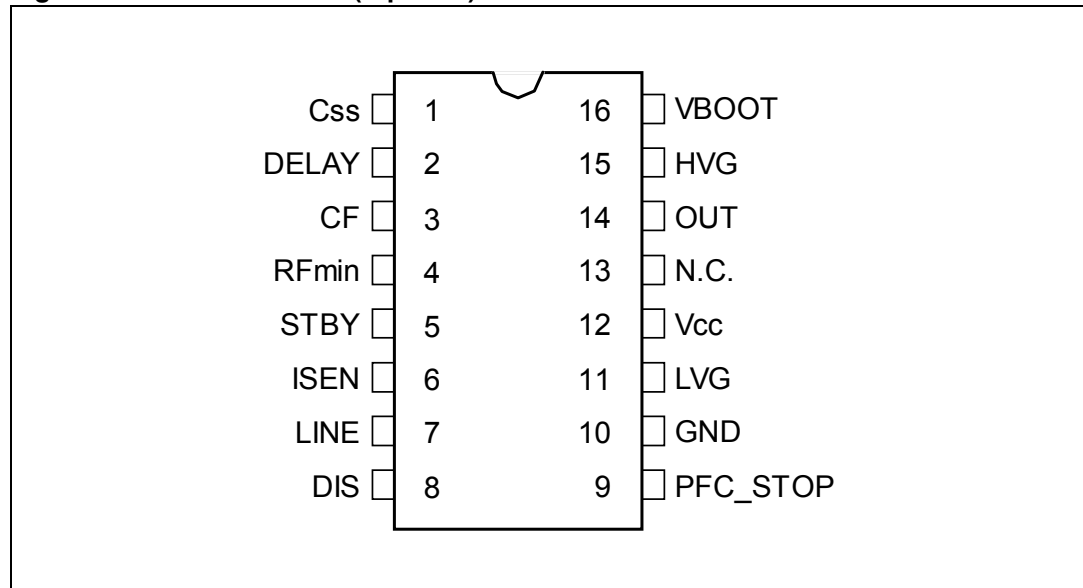 Css 1 16 VBOOT
DELAY 2 15 HVG
CF 3 14 OUT
RFmin 4 13 N.C.
STBY 5 12 Vcc
ISEN 6 11 LVG
LINE 7 10 GND
DIS 8 9 PFC_STOP